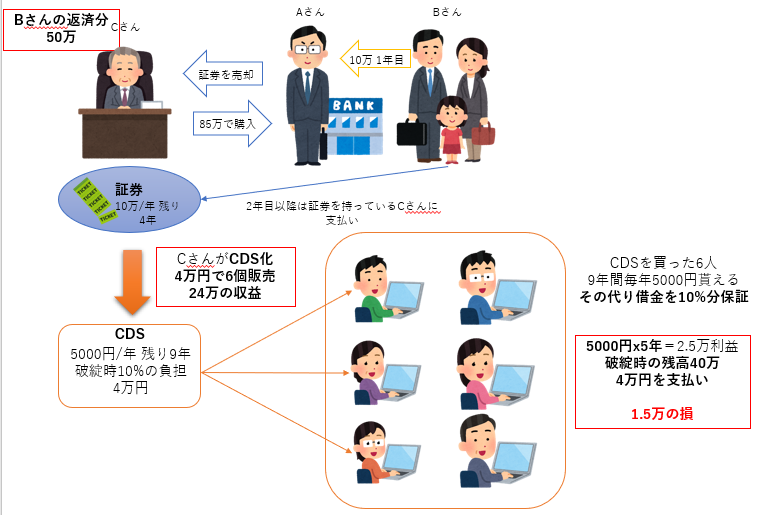 Bさんの返済分
50万
Cさん
Aさん
Bさん
証券を売却
85万で購入
10万 1年目
BANK
TICKET
TICKET
TICKET
TICKET
証券
10万/年 残り
4年
2年目以降は証券を持っているCさんに
支払い
CさんがCDS化
4万円で6個販売
24万の収益
CDS
5000円/年 残り9年
破綻時10%の負担
4万円
CDSを買った6人
9年間毎年5000円貰える
その代り借金を10%分保証
5000円x5年＝2.5万利益
破綻時の残高40万
4万円を支払い
1.5万の損